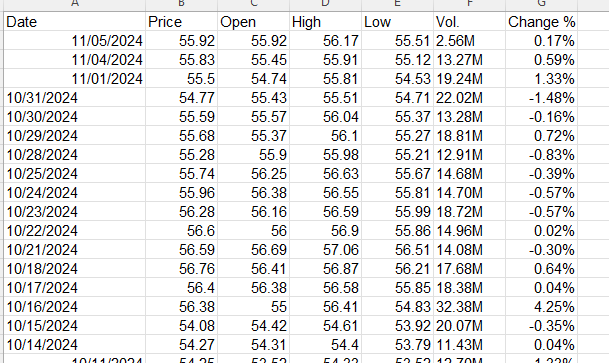 A B C D E F G
Date Price Open High Low Vol. Change %
11/05/2024 55.92 55.92 56.17 55.51 2.56M 0.17%
11/04/2024 55.83 55.45 55.91 55.12 13.27M 0.59%
11/01/2024 55.5 54.74 55.81 54.53 19.24M 1.33%
10/31/2024 54.77 55.43 55.51 54.71 22.02M -1.48%
10/30/2024 55.59 55.57 56.04 55.37 13.28M -0.16%
10/29/2024 55.68 55.37 56.1 55.27 18.81M 0.72%
10/28/2024 55.28 55.9 55.98 55.21 12.91M -0.83%
10/25/2024 55.74 56.25 56.63 55.67 14.68M -0.39%
10/24/2024 55.96 56.38 56.55 55.81 14.70M -0.57%
10/23/2024 56.28 56.16 56.59 55.99 18.72M -0.57%
10/22/2024 56.6 56 56.9 55.86 14.96M 0.02%
10/21/2024 56.59 56.69 57.06 56.51 14.08M -0.30%
10/18/2024 56.76 56.41 56.87 56.21 17.68M 0.64%
10/17/2024 56.4 56.38 56.58 55.85 18.38M 0.04%
10/16/2024 56.38 55 56.41 54.83 32.38M 4.25%
10/15/2024 54.08 54.42 54.61 53.92 20.07M -0.35%
10/14/2024 54.27 54.31 54.4 53.79 11.43M 0.04%
10/11/2024